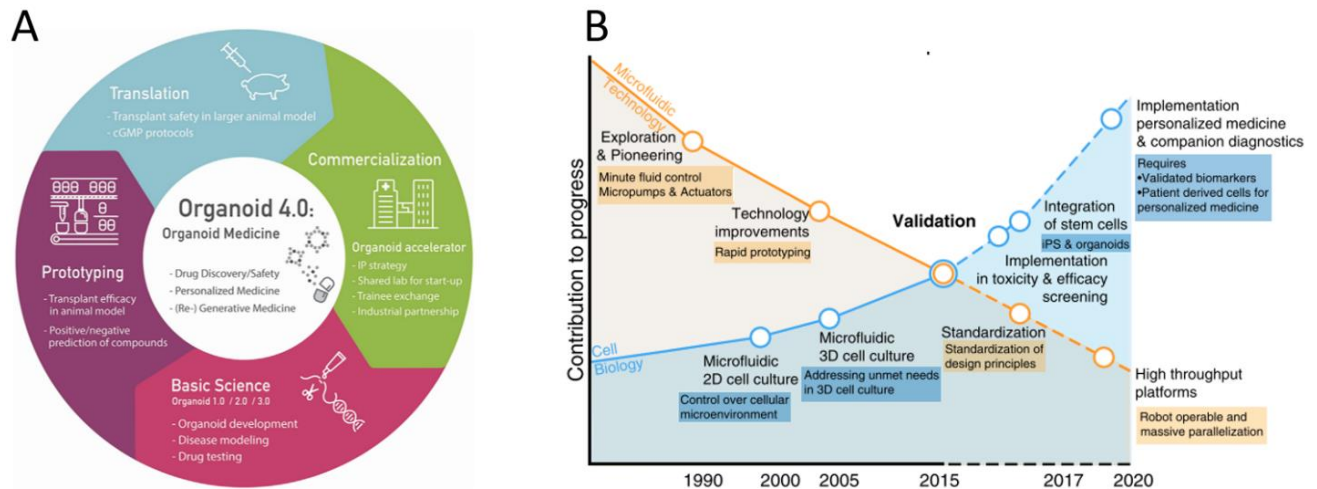 A
Translation
- Transplant safety in larger animal model
- cGMP protocols
Commercialization
Organoid accelerator
- IP strategy
- Shared lab for start-up
- Trainee exchange
- Industrial partnership
Organoid 4.0:
Organoid Medicine
- Drug Discovery/Safety
- Personalized Medicine
- (Re-) Generative Medicine
Prototyping
- Transplant efficacy
in animal model
- Positive/negative
prediction of compounds
Basic Science
Organoid 1.0 / 2.0 / 3.0
- Organoid development
- Disease modeling
- Drug testing
B
Contribution to progress
Microfluidic
Technology
Exploration
& Pioneering
Minute fluid control
Micropumps & Actuators
Technology
improvements
Rapid prototyping
Validation
Cell
Biology
Microfluidic
2D cell culture
Control over cellular
microenvironment
Microfluidic
3D cell culture
Addressing unmet needs
in 3D cell culture
Integration
of stem cells
iPS & organoids
Implementation
in toxicity & efficacy
screening
Standardization
Standardization of
design principles
Implementation
personalized medicine
& companion diagnostics
Requires
•Validated biomarkers
•Patient derived cells for
personalized medicine
High throughput
platforms
Robot operable and
massive parallelization
1990 2000 2005 2015 2017 2020